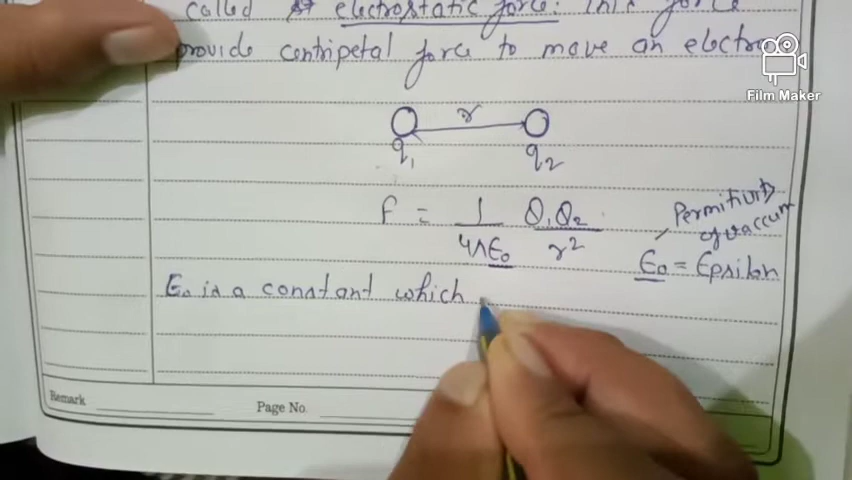 called electrostatic force. This force
provide centripetal force to move an electron
Film Maker
r
q1 q2
F = 1/4πε0 Q1Q2/r2
Permitivity
of vaccum
ε0 = Epsilon
ε0 is a constant which
Remark
Page No.